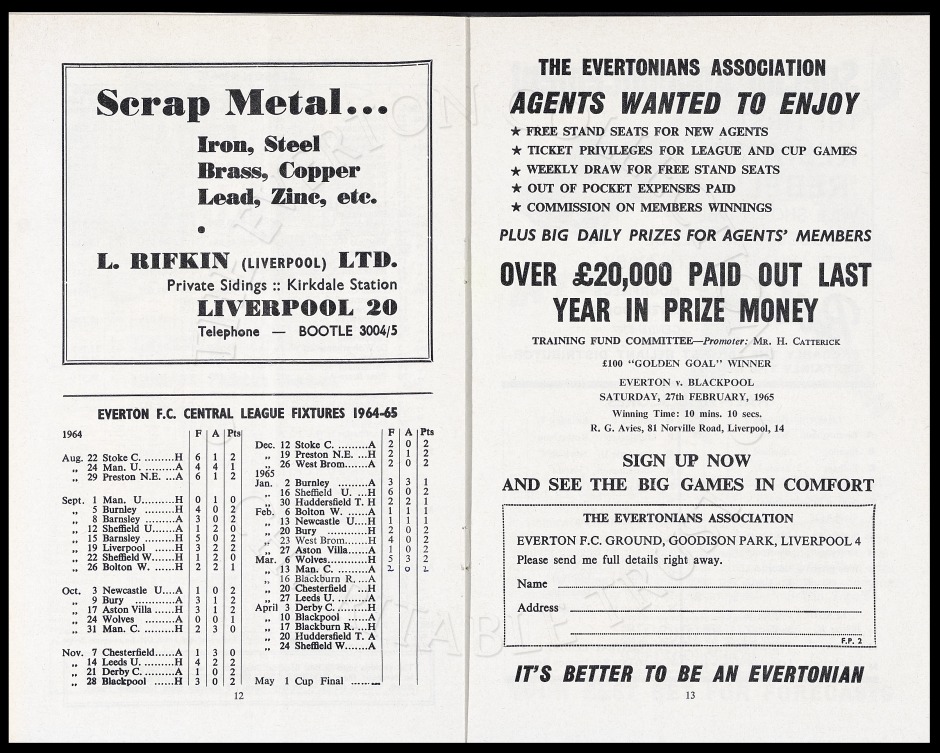 Scrap Metal...
Iron, Steel
Brass, Copper
Lead, Zinc, etc.
L. RIFKIN (LIVERPOOL) LTD.
Private Sidings :: Kirkdale Station
LIVERPOOL 20
Telephone — BOOTLE 3004/5
EVERTON F.C. CENTRAL LEAGUE FIXTURES 1964-65
1964 F A Pts
Aug. 22 Stoke C. ........H 6 1 2
,, 24 Man. U. ........A 4 4 1
,, 29 Preston N.E. ...A 6 1 2
Sept. 1 Man. U..........H 0 1 0
,, 5 Burnley .........H 4 0 2
,, 8 Barnsley .........A 3 0 2
,, 12 Sheffield U......A 1 2 0
,, 15 Barnsley .........H 5 0 2
,, 19 Liverpool ......H 3 2 2
,, 22 Sheffield W......H 1 2 0
,, 26 Bolton W. ......H 2 2 1
Oct. 3 Newcastle U....A 1 0 2
,, 9 Bury ............A 3 1 2
,, 17 Aston Villa ......H 3 1 2
,, 24 Wolves .........A 0 0 1
,, 31 Man. C. .........H 2 3 0
Nov. 7 Chesterfield......A 1 3 0
,, 14 Leeds U. .........H 4 2 2
,, 21 Derby C. .........A 1 0 2
,, 28 Blackpool ......H 3 0 2
F A Pts
Dec. 12 Stoke C. .........A 2 0 2
,, 19 Preston N.E. ...H 2 1 2
,, 26 West Brom.......A 2 0 2
1965
Jan. 2 Burnley .........A 3 3 1
,, 16 Sheffield U. ...H 6 0 2
,, 30 Huddersfield T. H 2 2 1
Feb. 6 Bolton W. ......A 1 1 1
,, 13 Newcastle U....H 1 1 1
,, 20 Bury ............H 2 0 2
,, 23 West Brom.......H 4 0 2
,, 27 Aston Villa......A 1 0 2
Mar. 6 Wolves............H 5 3 2
,, 13 Man. C. .........A 2 0 2
,, 16 Blackburn R. ...A
,, 20 Chesterfield ...H
,, 27 Leeds U. .........A
April 3 Derby C. .........H
,, 10 Blackpool ......A
,, 17 Blackburn R. ...H
,, 20 Huddersfield T. A
,, 24 Sheffield W......A
May 1 Cup Final .........
12
THE EVERTONIANS ASSOCIATION
AGENTS WANTED TO ENJOY
★ FREE STAND SEATS FOR NEW AGENTS
★ TICKET PRIVILEGES FOR LEAGUE AND CUP GAMES
★ WEEKLY DRAW FOR FREE STAND SEATS
★ OUT OF POCKET EXPENSES PAID
★ COMMISSION ON MEMBERS WINNINGS
PLUS BIG DAILY PRIZES FOR AGENTS' MEMBERS
OVER £20,000 PAID OUT LAST
YEAR IN PRIZE MONEY
TRAINING FUND COMMITTEE—Promoter: MR. H. CATTERICK
£100 "GOLDEN GOAL" WINNER
EVERTON v. BLACKPOOL
SATURDAY, 27th FEBRUARY, 1965
Winning Time: 10 mins. 10 secs.
R. G. Avies, 81 Norville Road, Liverpool, 14
SIGN UP NOW
AND SEE THE BIG GAMES IN COMFORT
THE EVERTONIANS ASSOCIATION
EVERTON F.C. GROUND, GOODISON PARK, LIVERPOOL 4
Please send me full details right away.
Name
Address
F.P. 2
IT'S BETTER TO BE AN EVERTONIAN
13